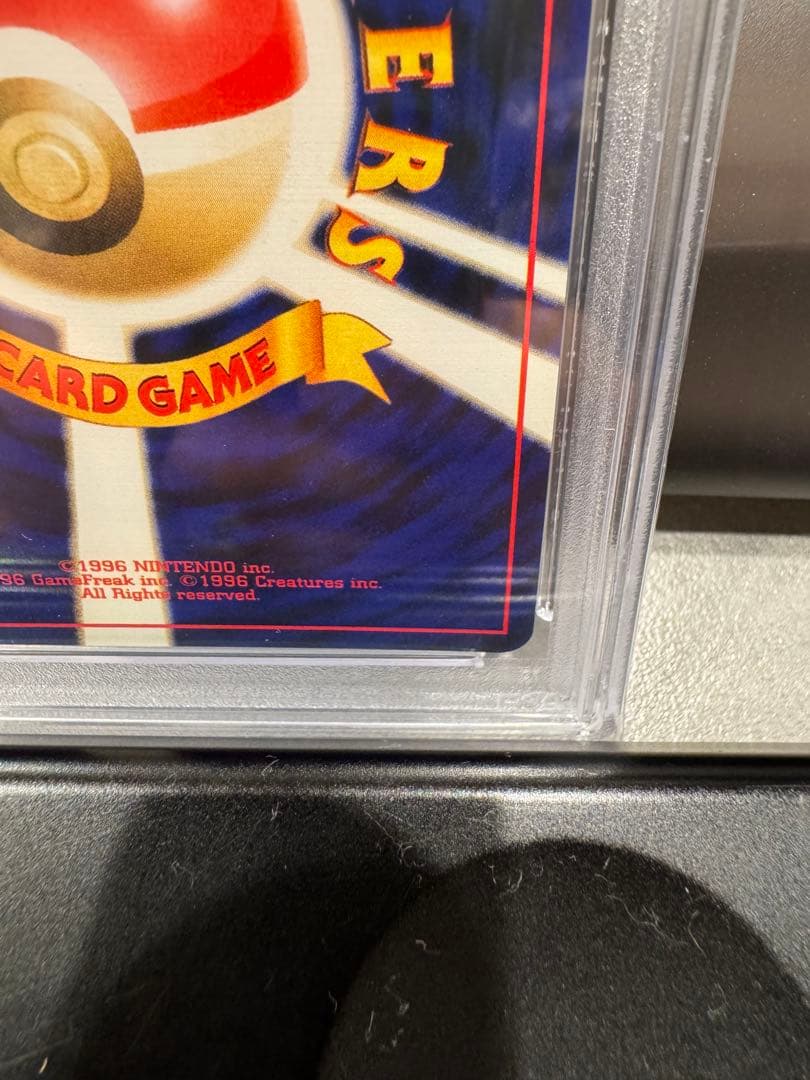 ERS
CARD GAME
©1996 NINTENDO inc.
96 GameFreak inc. ©1996 Creatures inc.
All Rights reserved.